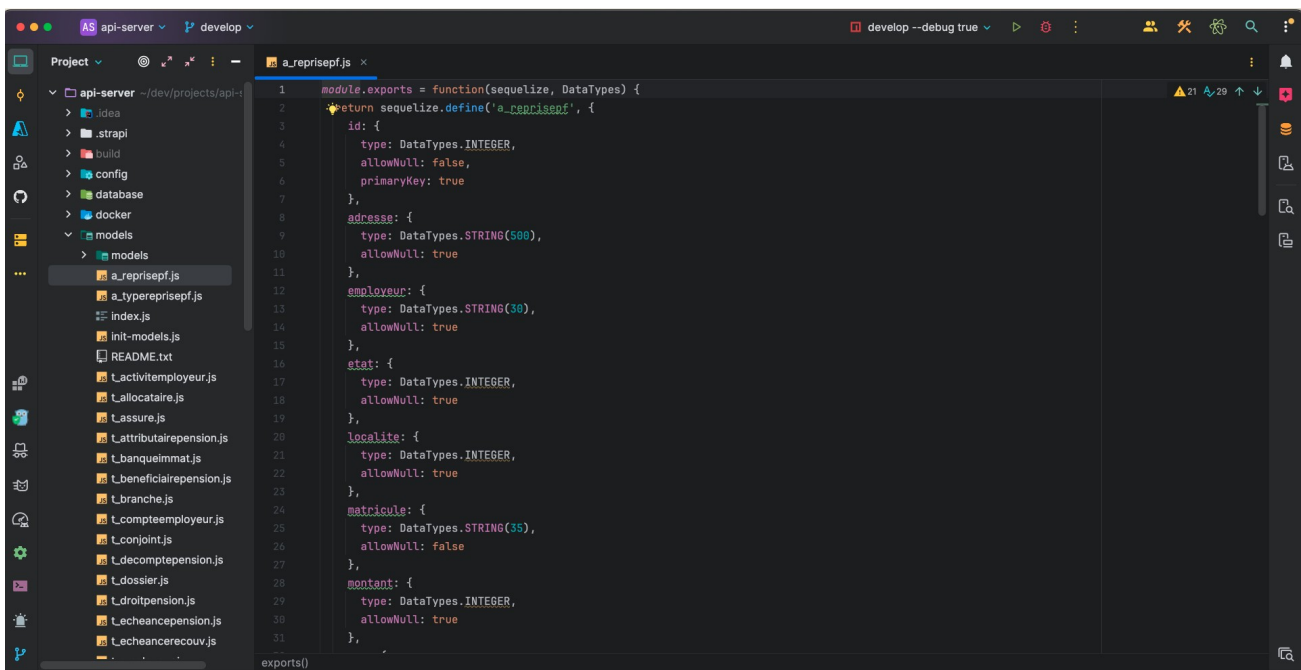 AS api-server develop develop --debug true
Project
a_reprisepf.js
api-server ~/dev/projects/api-s
.idea
.strapi
build
config
database
docker
models
models
a_reprisepf.js
a_typereprisepf.js
index.js
init-models.js
README.txt
t_activitemployeur.js
t_allocataire.js
t_assure.js
t_attributairepension.js
t_banqueimmat.js
t_beneficiairepension.js
t_branche.js
t_compteemployeur.js
t_conjoint.js
t_decomptepension.js
t_dossier.js
t_droitpension.js
t_echeancepension.js
t_echeancerecouv.js
21 29
1 module.exports = function(sequelize, DataTypes) {
2 return sequelize.define('a_reprisepf', {
3 id: {
4 type: DataTypes.INTEGER,
5 allowNull: false,
6 primaryKey: true
7 },
8 adresse: {
9 type: DataTypes.STRING(500),
10 allowNull: true
11 },
12 employeur: {
13 type: DataTypes.STRING(30),
14 allowNull: true
15 },
16 etat: {
17 type: DataTypes.INTEGER,
18 allowNull: true
19 },
20 localite: {
21 type: DataTypes.INTEGER,
22 allowNull: true
23 },
24 matricule: {
25 type: DataTypes.STRING(35),
26 allowNull: false
27 },
28 montant: {
29 type: DataTypes.INTEGER,
30 allowNull: true
31 },
exports()